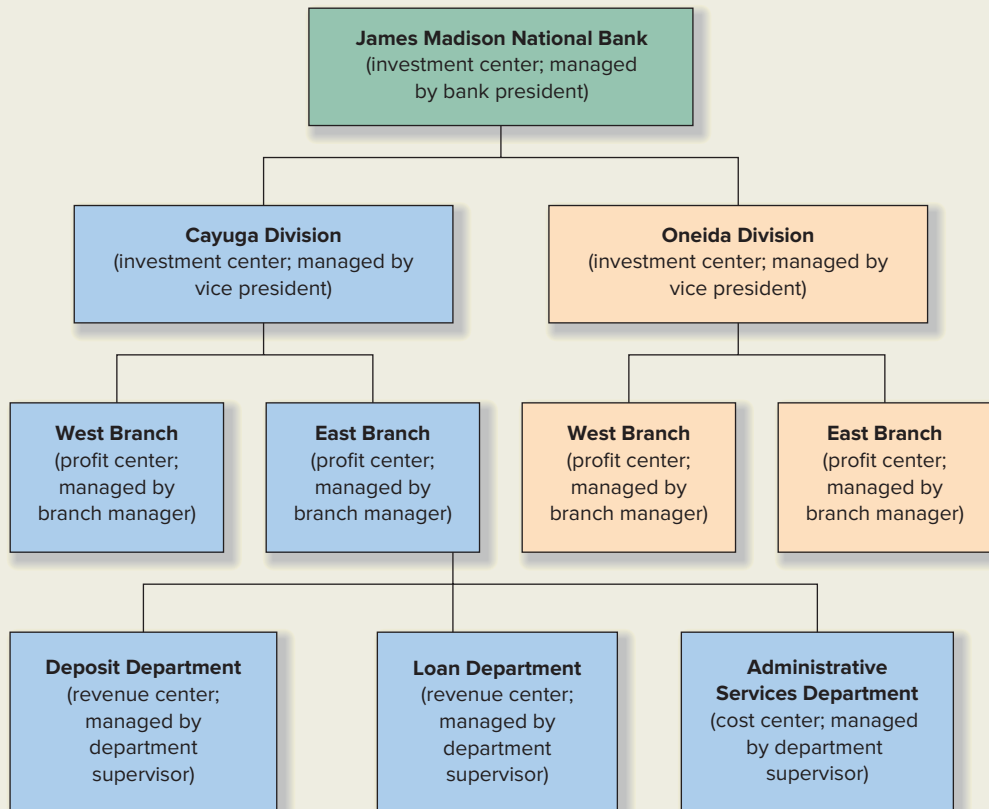 James Madison National Bank
(investment center; managed
by bank president)
Cayuga Division
(investment center; managed by
vice president)
Oneida Division
(investment center; managed by
vice president)
West Branch
(profit center;
managed by
branch manager)
East Branch
(profit center;
managed by
branch manager)
West Branch
(profit center;
managed by
branch manager)
East Branch
(profit center;
managed by
branch manager)
Deposit Department
(revenue center;
managed by
department
supervisor)
Loan Department
(revenue center;
managed by
department
supervisor)
Administrative
Services Department
(cost center; managed
by department
supervisor)